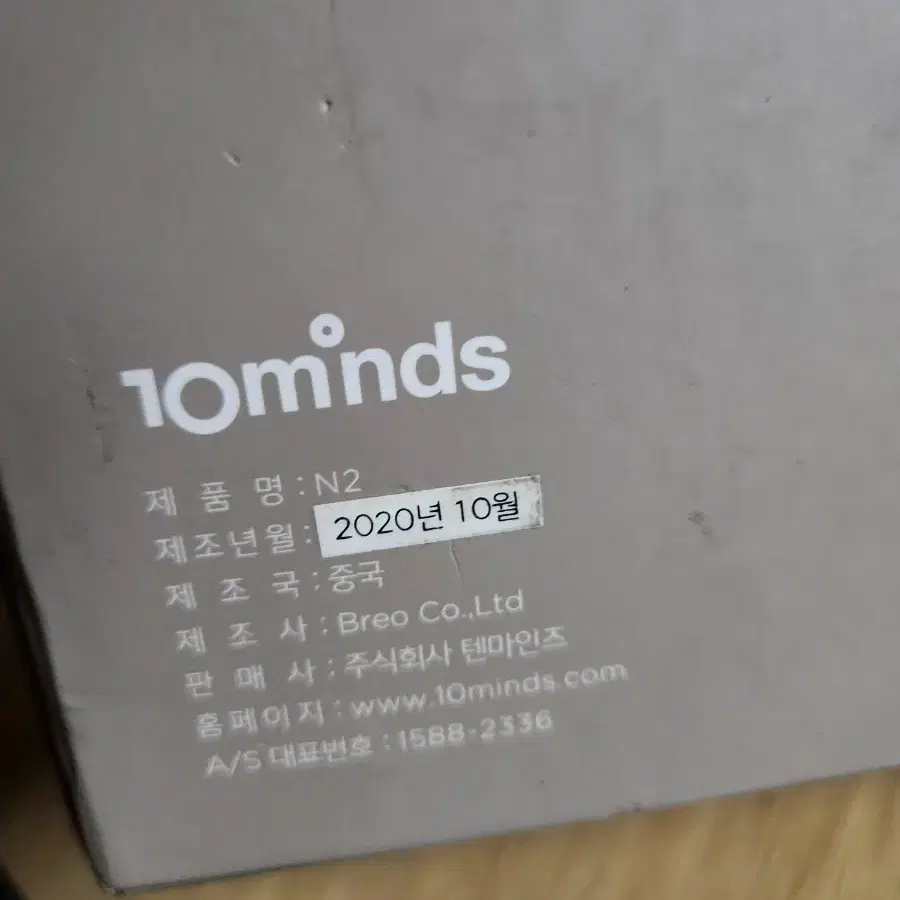 10minds
제 품 명 : N2
제조년월 : 2020년 10월
제 조 국 : 중국
제 조 사 : Breo Co.,Ltd
판 매 사 : 주식회사 텐마인즈
홈페이지 : www.10minds.com
A/S 대표번호 : 1588-2336